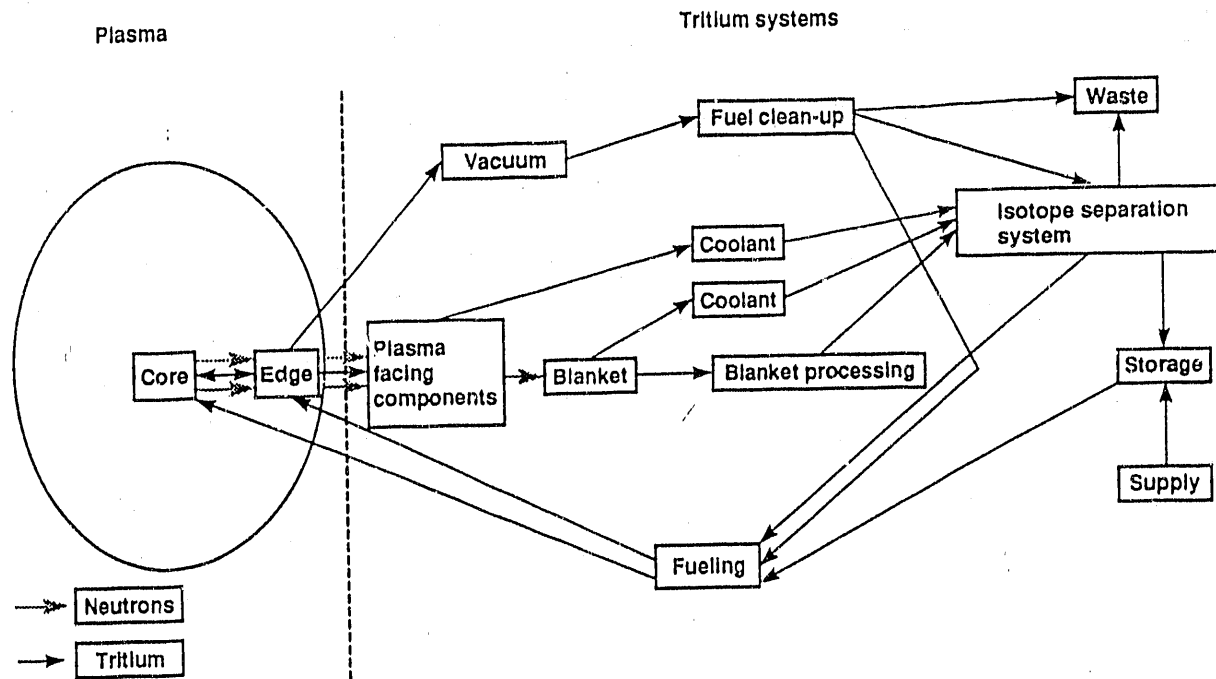 Plasma
Tritium systems
Waste
Fuel clean-up
Vacuum
Isotope separation
system
Coolant
Coolant
Plasma
facing
components
Core
Edge
Blanket
Blanket processing
Storage
Supply
Fueling
Neutrons
Tritium